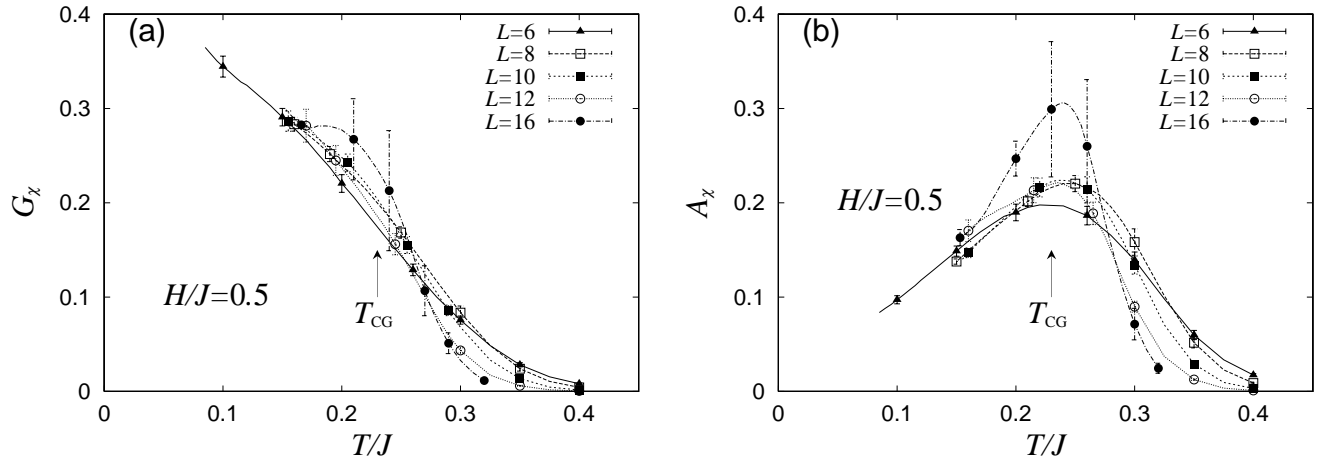 (a)
L=6
L=8
L=10
L=12
L=16
G_χ
0.4
0.3
0.2
0.1
0
H/J=0.5
T_CG
0 0.1 0.2 0.3 0.4
T/J
(b)
L=6
L=8
L=10
L=12
L=16
A_χ
0.4
0.3
0.2
0.1
0
H/J=0.5
T_CG
0 0.1 0.2 0.3 0.4
T/J